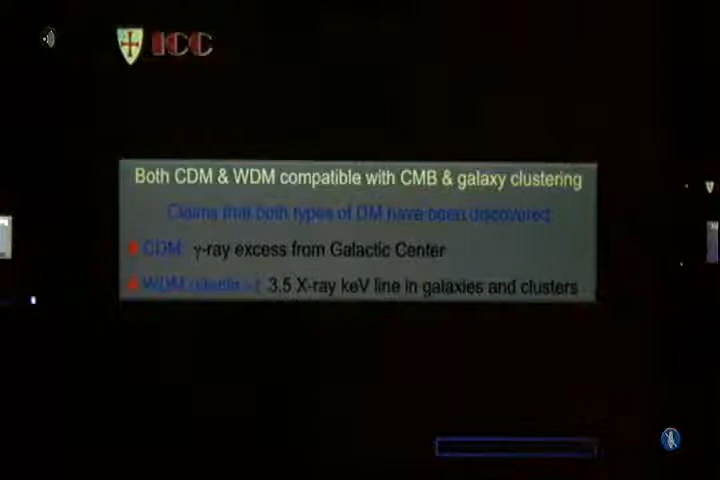 ICC
Both CDM & WDM compatible with CMB & galaxy clustering
Claims that both types of DM have been discovered:
CDM: γ-ray excess from Galactic Center
WDM 3.5 X-ray keV line in galaxies and clusters